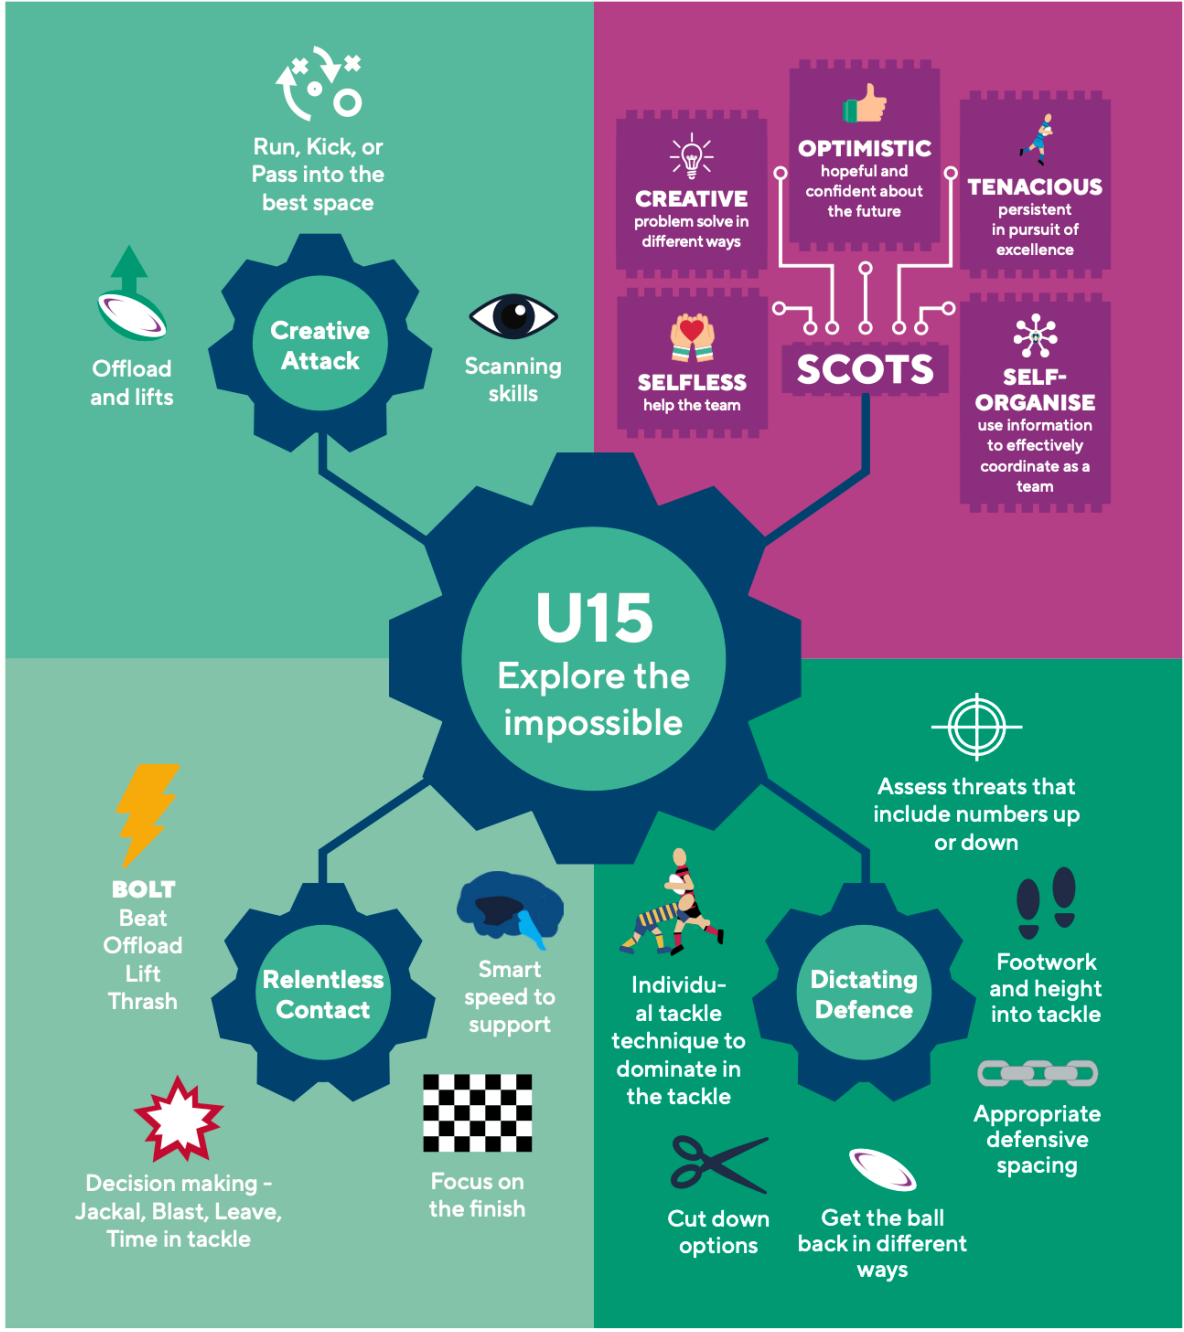 Run, Kick, or
Pass into the
best space
Offload
and lifts
Creative
Attack
Scanning
skills
CREATIVE
problem solve in
different ways
OPTIMISTIC
hopeful and
confident about
the future
TENACIOUS
persistent
in pursuit of
excellence
SELFLESS
help the team
SCOTS
SELF-
ORGANISE
use information
to effectively
coordinate as a
team
U15
Explore the
impossible
BOLT
Beat
Offload
Lift
Thrash
Relentless
Contact
Smart
speed to
support
Decision making -
Jackal, Blast, Leave,
Time in tackle
Focus on
the finish
Assess threats that
include numbers up
or down
Individu-
al tackle
technique to
dominate in
the tackle
Dictating
Defence
Footwork
and height
into tackle
Appropriate
defensive
spacing
Cut down
options
Get the ball
back in different
ways